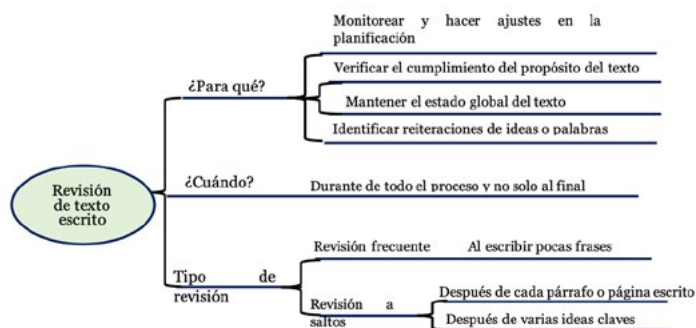 Monitorear y hacer ajustes en la
planificación
Verificar el cumplimiento del propósito del texto
¿Para qué?
Mantener el estado global del texto
Identificar reiteraciones de ideas o palabras
Revisión
de texto
escrito
¿Cuándo?
Durante de todo el proceso y no solo al final
Tipo de
revisión
Revisión frecuente
Al escribir pocas frases
Revisión a
saltos
Después de cada párrafo o página escrito
Después de varias ideas claves